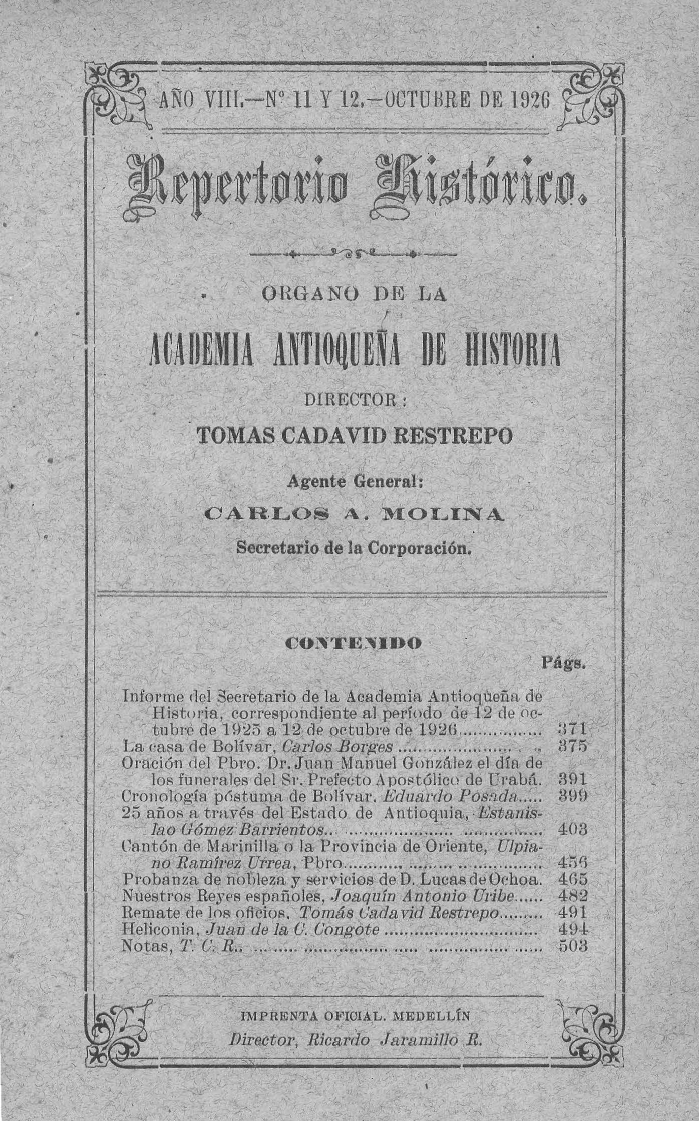 AÑO VIII.—Nº 11 Y 12.—OCTUBRE DE 1926
Repertorio Histórico.
ORGANO DE LA
ACADEMIA ANTIOQUEÑA DE HISTORIA
DIRECTOR:
TOMAS CADAVID RESTREPO
Agente General:
CARLOS A. MOLINA
Secretario de la Corporación.
CONTENIDO
Págs.
Informe del Secretario de la Academia Antioqueña de
Historia, correspondiente al período de 12 de oc-
tubre de 1925 a 12 de octubre de 1926................ 371
La casa de Bolívar, Carlos Borges ........................ 375
Oración del Pbro. Dr. Juan Manuel González el día de
los funerales del Sr. Prefecto Apostólico de Urabá. 391
Cronología póstuma de Bolívar. Eduardo Posada..... 399
25 años a través del Estado de Antioquia, Estanis-
lao Gómez Barrientos.. ...................... .............. 403
Cantón de Marinilla o la Provincia de Oriente, Ulpia-
no Ramírez Urrea, Pbro............ ....................... 456
Probanza de nobleza y servicios de D. Lucas de Ochoa. 465
Nuestros Reyes españoles, Joaquín Antonio Uribe...... 482
Remate de los oficios, Tomás Cadavid Restrepo......... 491
Heliconia, Juan de la C. Congote ............................... 494
Notas, T. C. R.. ......... ....................... ..... ............ ...... 503
IMPRENTA OFICIAL. MEDELLÍN
Director, Ricardo Jaramillo R.